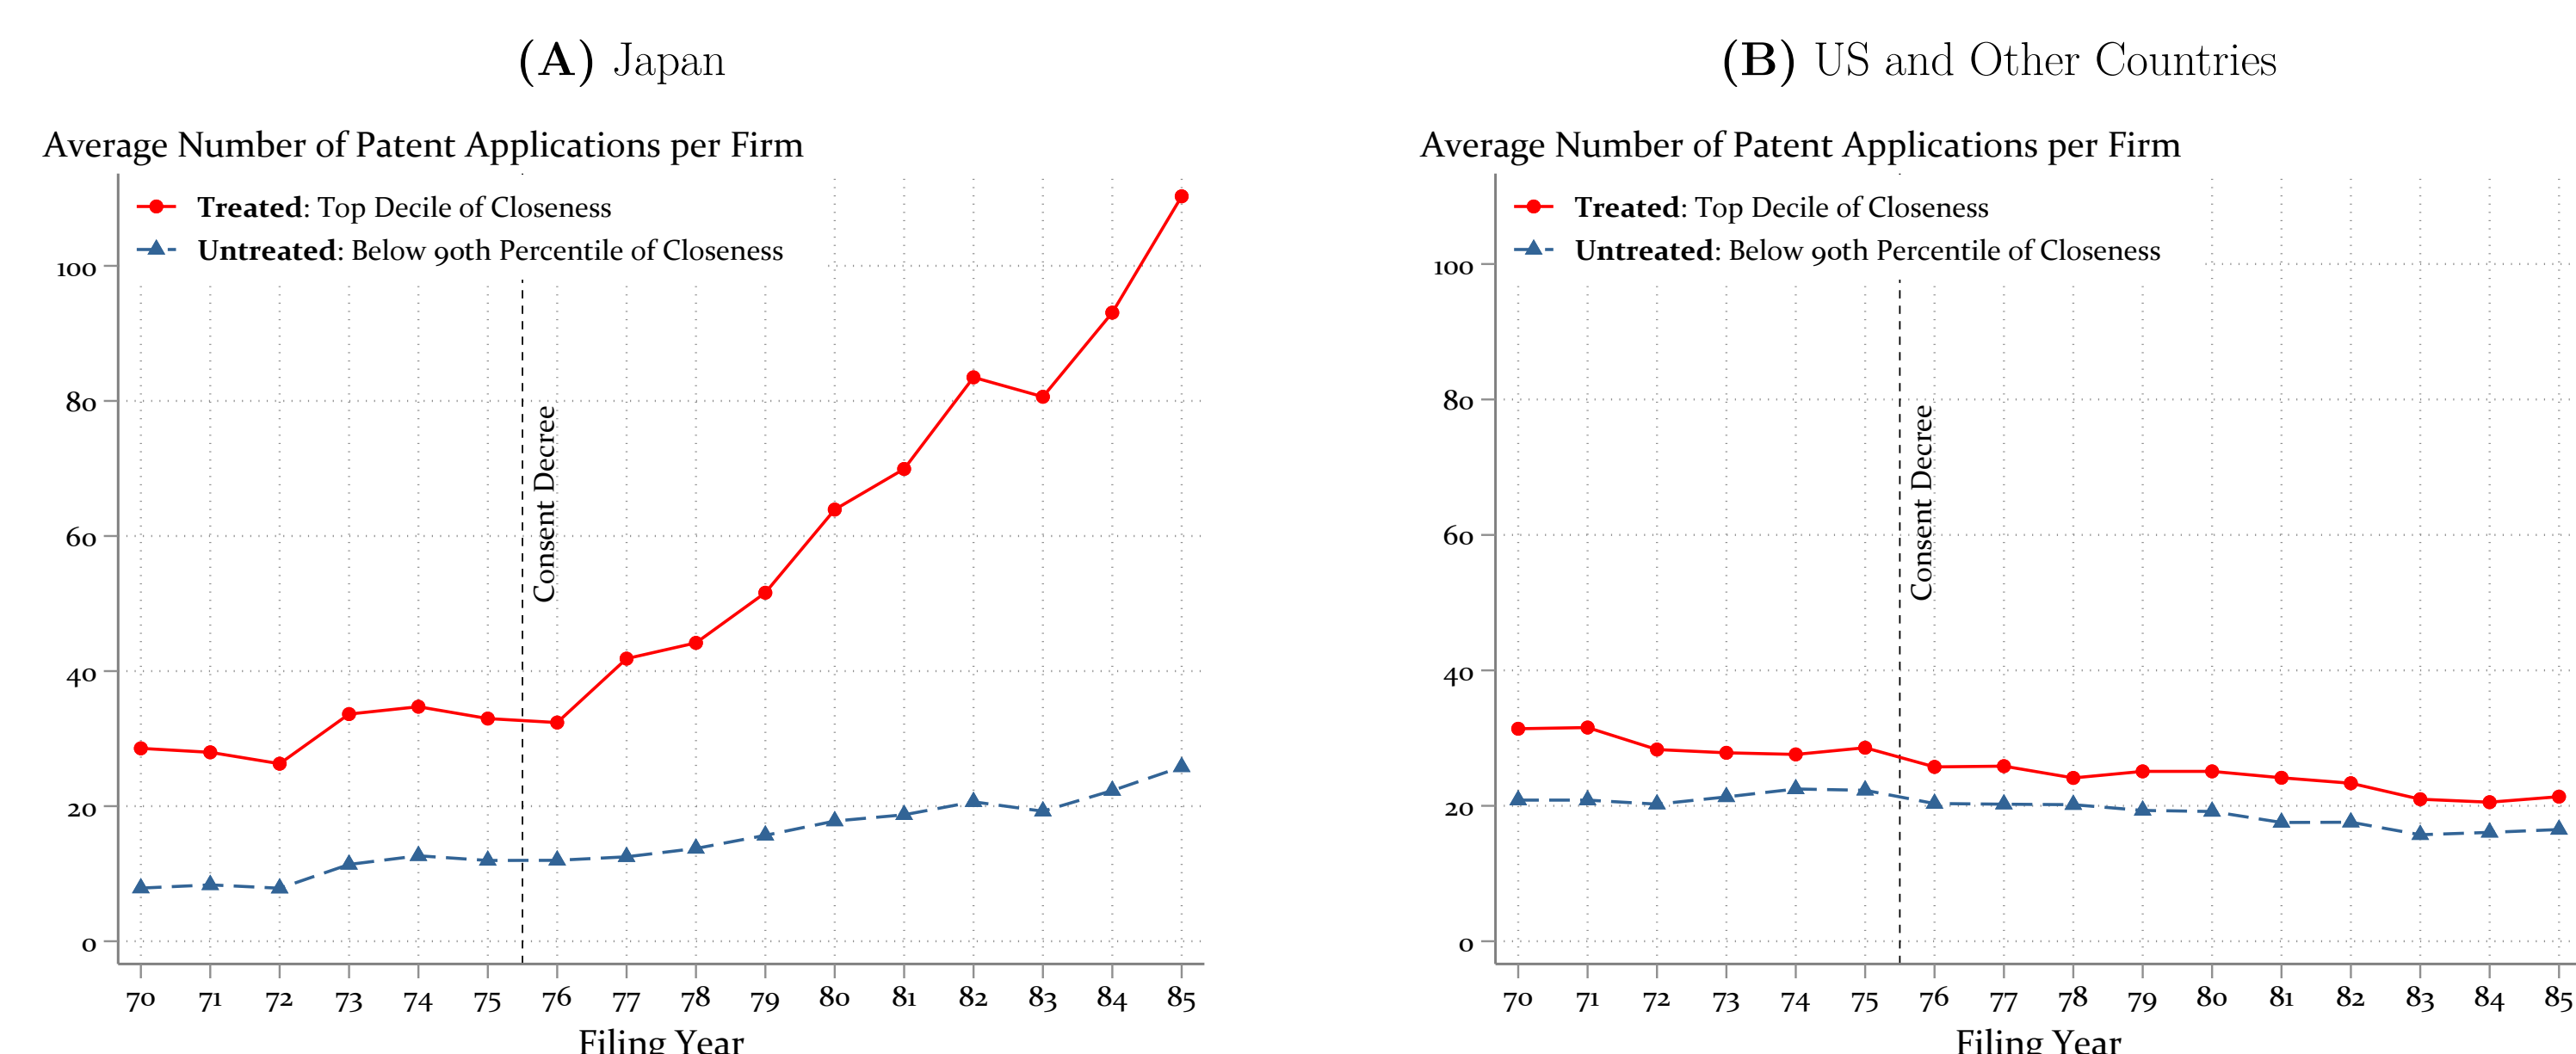 (A) Japan
Average Number of Patent Applications per Firm
Treated: Top Decile of Closeness
Untreated: Below 90th Percentile of Closeness
100
80
60
40
20
0
Consent Decree
70 71 72 73 74 75 76 77 78 79 80 81 82 83 84 85
Filing Year
(B) US and Other Countries
Average Number of Patent Applications per Firm
Treated: Top Decile of Closeness
Untreated: Below 90th Percentile of Closeness
100
80
60
40
20
0
Consent Decree
70 71 72 73 74 75 76 77 78 79 80 81 82 83 84 85
Filing Year